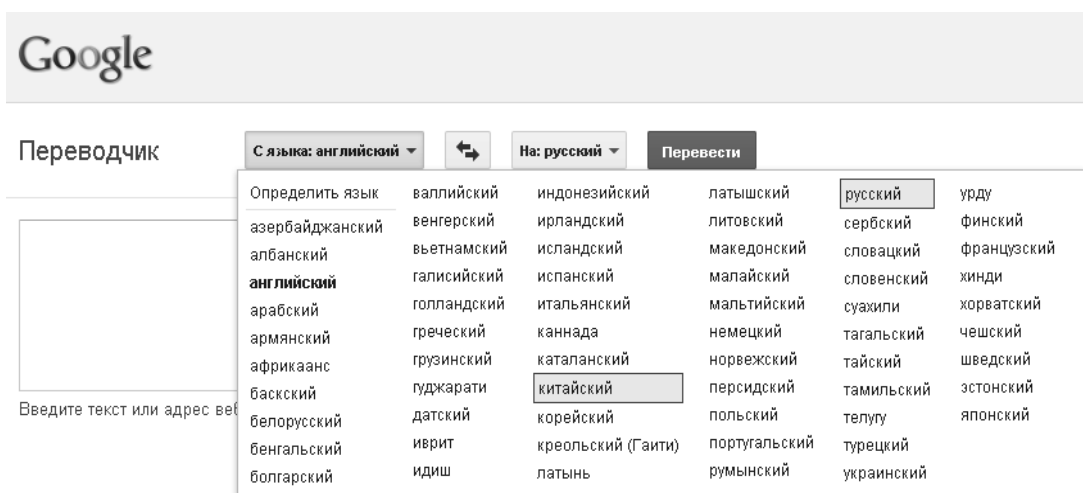 Google
Переводчик
С языка: английский
На: русский
Перевести
Определить язык
азербайджанский
албанский
английский
арабский
армянский
африкаанс
баскский
белорусский
бенгальский
болгарский
валлийский
венгерский
вьетнамский
галисийский
голландский
греческий
грузинский
гуджарати
датский
иврит
идиш
индонезийский
ирландский
исландский
испанский
итальянский
каннада
каталанский
китайский
корейский
креольский (Гаити)
латынь
латышский
литовский
македонский
малайский
мальтийский
немецкий
норвежский
персидский
польский
португальский
румынский
русский
сербский
словацкий
словенский
суахили
тагальский
тайский
тамильский
телугу
турецкий
украинский
урду
финский
французский
хинди
хорватский
чешский
шведский
эстонский
японский
Введите текст или адрес веб